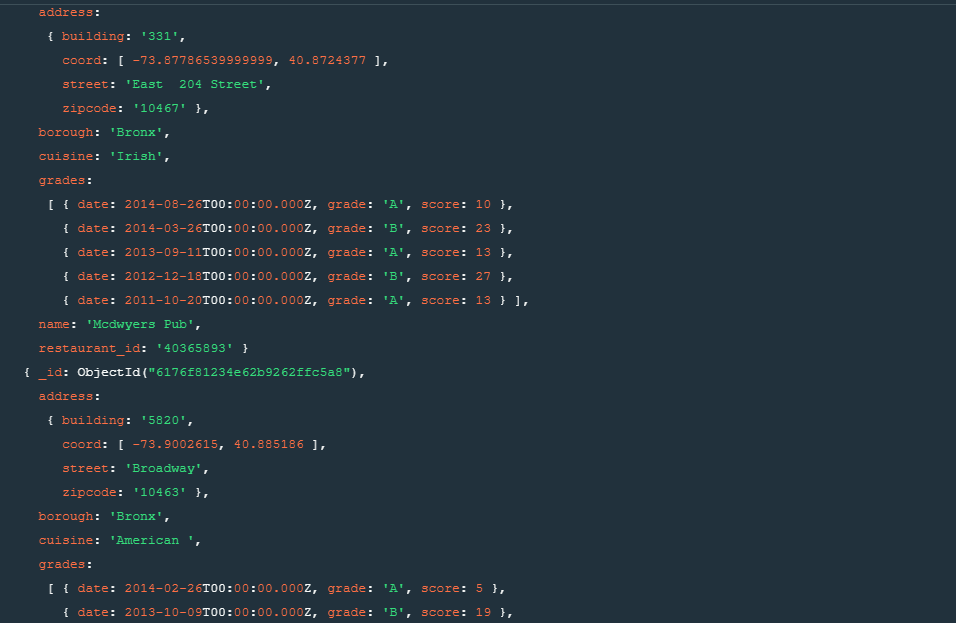 address:
{ building: '331',
coord: [ -73.87786539999999, 40.8724377 ],
street: 'East  204 Street',
zipcode: '10467' },
borough: 'Bronx',
cuisine: 'Irish',
grades:
[ { date: 2014-08-26T00:00:00.000Z, grade: 'A', score: 10 },
{ date: 2014-03-26T00:00:00.000Z, grade: 'B', score: 23 },
{ date: 2013-09-11T00:00:00.000Z, grade: 'A', score: 13 },
{ date: 2012-12-18T00:00:00.000Z, grade: 'B', score: 27 },
{ date: 2011-10-20T00:00:00.000Z, grade: 'A', score: 13 } ],
name: 'Mcdwyers Pub',
restaurant_id: '40365893' }
{ _id: ObjectId("6176f81234e62b9262ffc5a8"),
address:
{ building: '5820',
coord: [ -73.9002615, 40.885186 ],
street: 'Broadway',
zipcode: '10463' },
borough: 'Bronx',
cuisine: 'American ',
grades:
[ { date: 2014-02-26T00:00:00.000Z, grade: 'A', score: 5 },
{ date: 2013-10-09T00:00:00.000Z, grade: 'B', score: 19 },